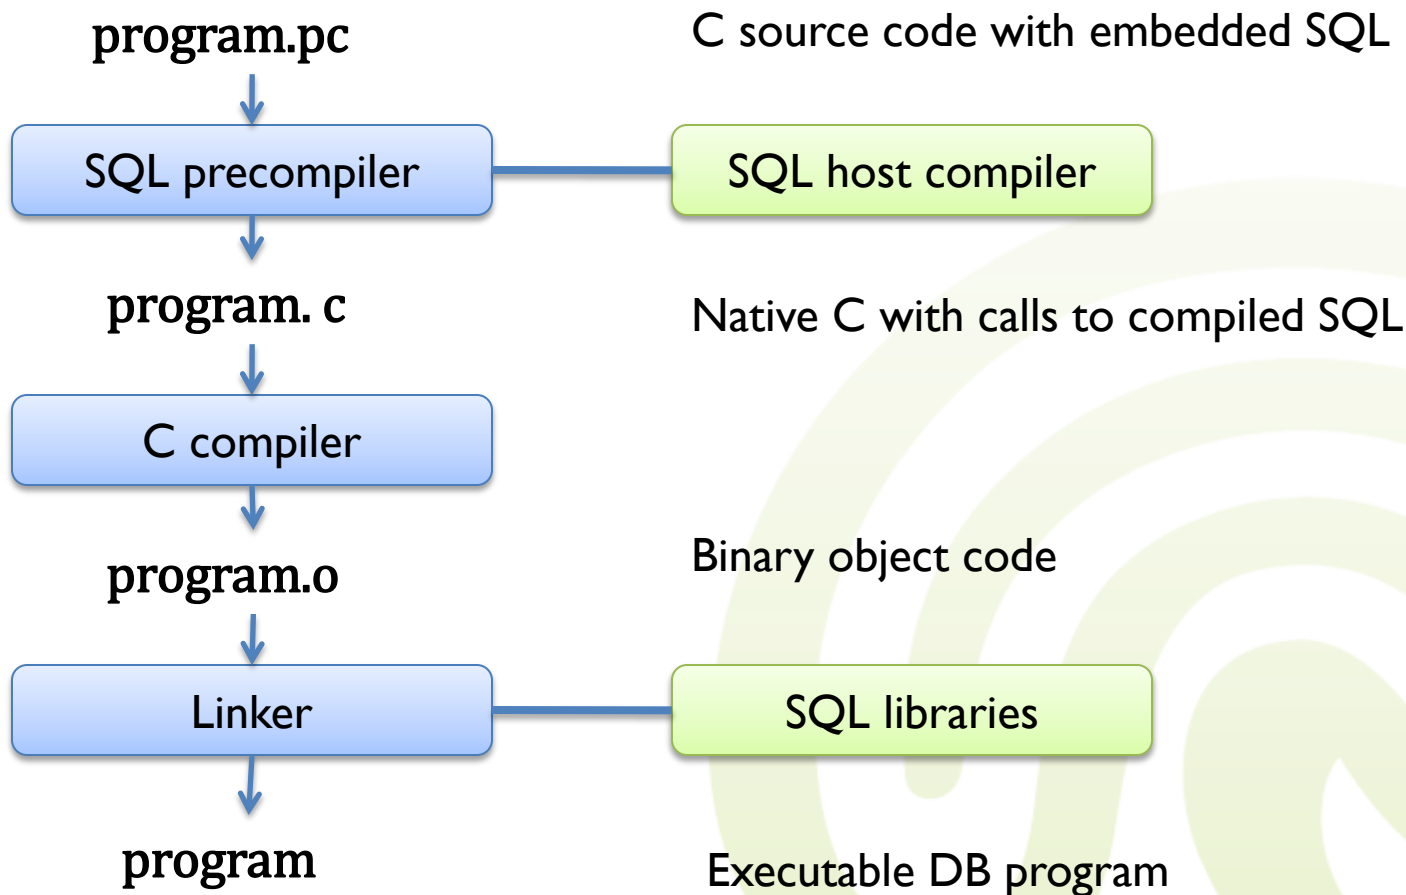 program.pc
C source code with embedded SQL
SQL precompiler
SQL host compiler
program. c
Native C with calls to compiled SQL
C compiler
program.o
Binary object code
Linker
SQL libraries
program
Executable DB program